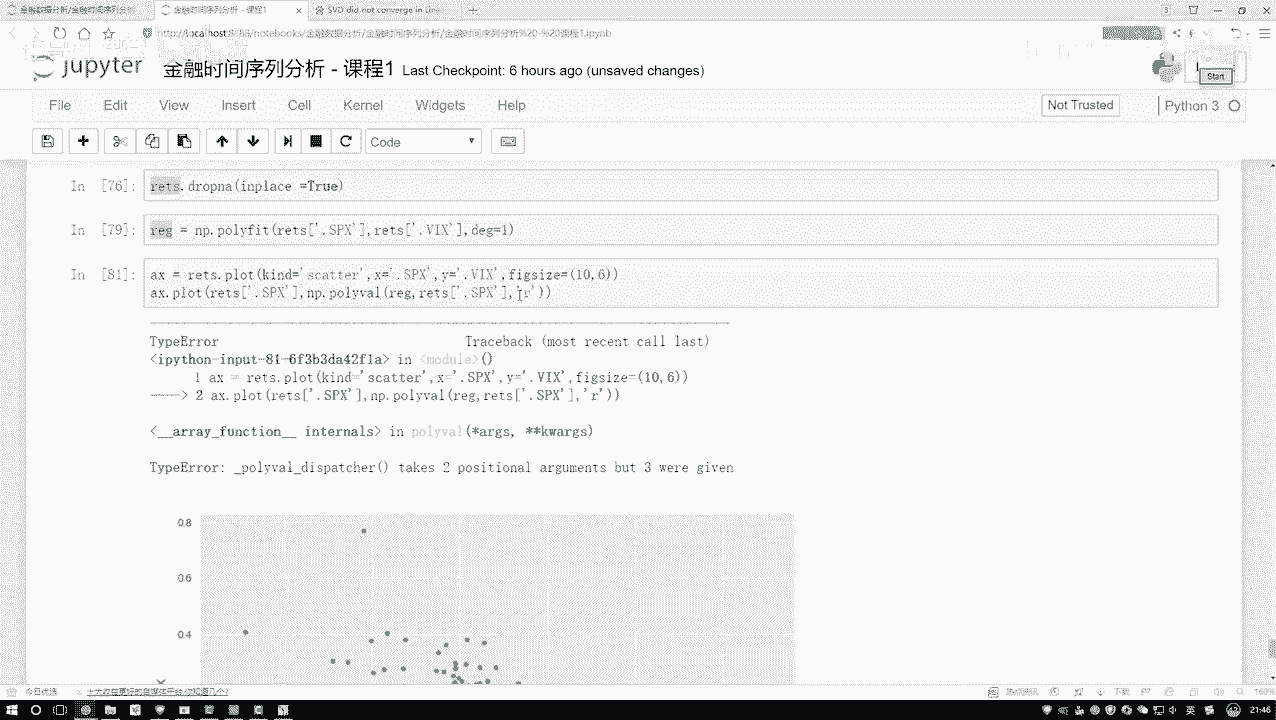 金融数据分析/金融时间序列分析
金融时间序列分析 - 课程1
SVD did not converge in Line
http://localhost:8888/notebooks/金融数据分析/金融时间序列分析/金融时间序列分析%20-%20课程1.ipynb
jupyter 金融时间序列分析 - 课程1 Last Checkpoint: 6 hours ago (unsaved changes)
Start
File Edit View Insert Cell Kernel Widgets Help
Not Trusted
Python 3
Code
In [76]: rets.dropna(inplace =True)
In [79]: reg = np.polyfit(rets['.SPX'],rets['.VIX'],deg=1)
In [81]: ax = rets.plot(kind='scatter',x='.SPX',y='.VIX',figsize=(10,6))
ax.plot(rets['.SPX'],np.polyval(reg,rets['.SPX'],'r'))
TypeError Traceback (most recent call last)
<ipython-input-81-6f3b3da42f1a> in <module>()
1 ax = rets.plot(kind='scatter',x='.SPX',y='.VIX',figsize=(10,6))
----> 2 ax.plot(rets['.SPX'],np.polyval(reg,rets['.SPX'], 'r'))
<__array_function__ internals> in polyval(*args, **kwargs)
TypeError: _polyval_dispatcher() takes 2 positional arguments but 3 were given
0.8
0.6
0.4
今日优选
十大收益更好的自媒体平台,你知道几个?
热点资讯
下载
160%
英
21:46